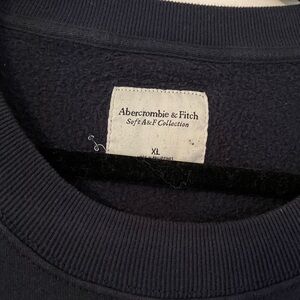 Abercrombie & Fitch
Soft A&F Collection
XL